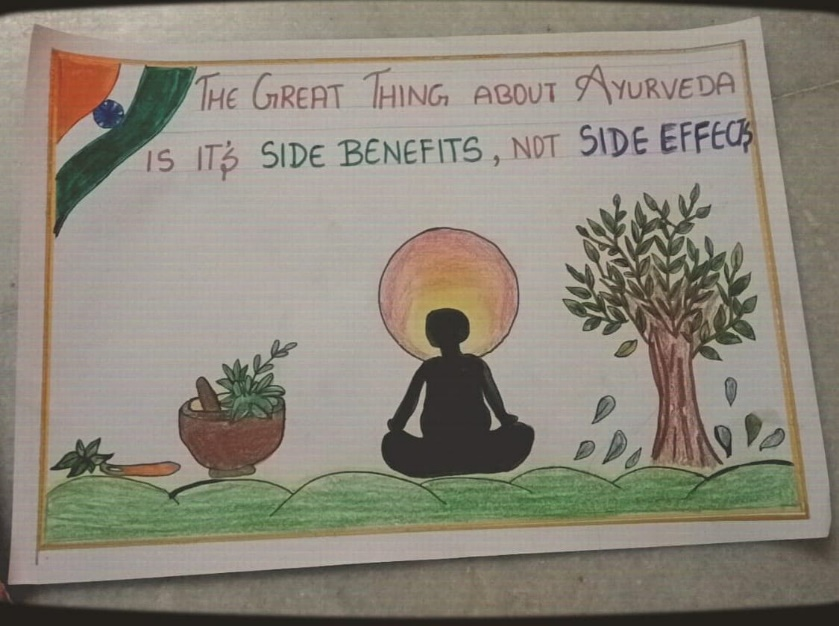 THE GREAT THING ABOUT AYURVEDA
IS IT'S SIDE BENEFITS, NOT SIDE EFFECTS